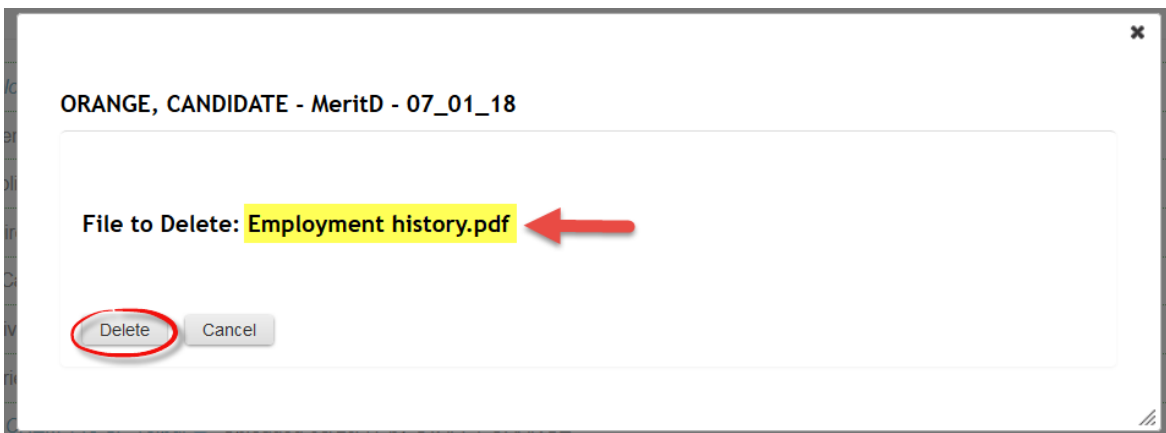 ORANGE, CANDIDATE - MeritD - 07_01_18
File to Delete: Employment history.pdf
Delete Cancel